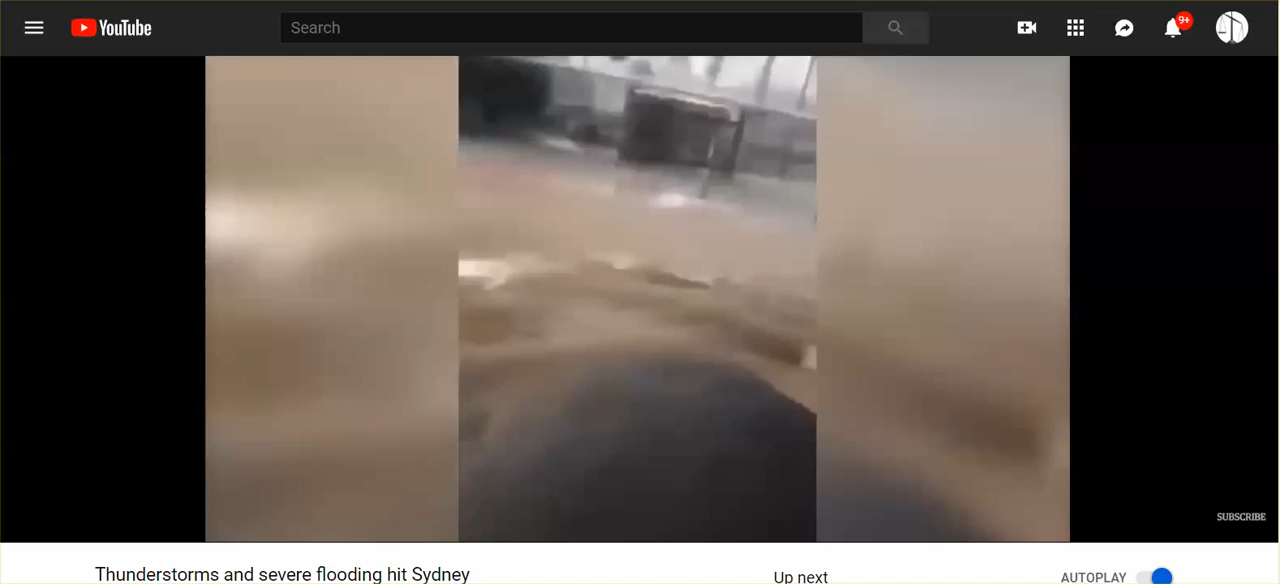 YouTube
Search
9+
SUBSCRIBE
Thunderstorms and severe flooding hit Sydney
Up next
AUTOPLAY